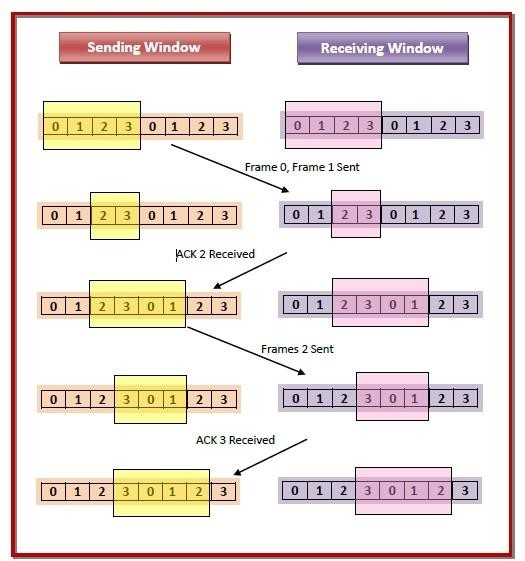 Sending Window
Receiving Window
0 1 2 3 0 1 2 3
0 1 2 3 0 1 2 3
Frame 0, Frame 1 Sent
0 1 2 3 0 1 2 3
0 1 2 3 0 1 2 3
ACK 2 Received
0 1 2 3 0 1 2 3
0 1 2 3 0 1 2 3
Frames 2 Sent
0 1 2 3 0 1 2 3
0 1 2 3 0 1 2 3
ACK 3 Received
0 1 2 3 0 1 2 3
0 1 2 3 0 1 2 3